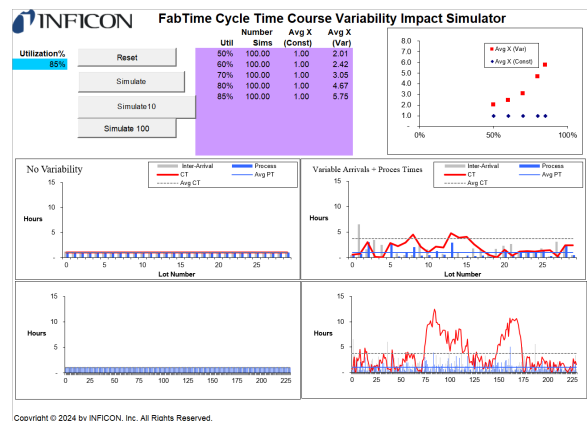 INFICON
FabTime Cycle Time Course Variability Impact Simulator
Utilization%
85%
Reset
Simulate
Simulate10
Simulate 100
Number Avg X Avg X
Util Sims (Const) (Var)
50% 100.00 1.00 2.01
60% 100.00 1.00 2.42
70% 100.00 1.00 3.05
80% 100.00 1.00 4.67
85% 100.00 1.00 5.75
8.0
7.0
6.0
5.0
4.0
3.0
2.0
1.0
-
0% 50% 100%
Avg X (Var)
Avg X (Const)
No Variability
Inter-Arrival Process
CT Avg PT
Avg CT
15
10
Hours
5
-
0 5 10 15 20 25
Lot Number
Variable Arrivals + Proces Times
Inter-Arrival Process
CT Avg PT
Avg CT
15
10
Hours
5
-
0 5 10 15 20 25
Lot Number
15
10
Hours
5
-
0 25 50 75 100 125 150 175 200 225
15
10
Hours
5
-
0 25 50 75 100 125 150 175 200 225
Copyright © 2024 by INFICON, Inc. All Rights Reserved.